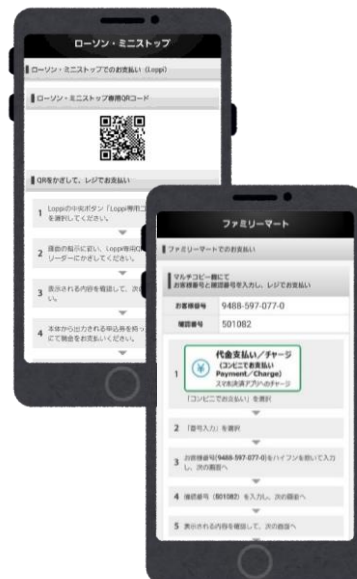 ローソン・ミニストップ
ローソン・ミニストップでのお支払い (Loppi)
ローソン・ミニストップ専用QRコード
QRをかざして、レジでお支払い
1 Loppiの中央ボタン「Loppi専用コ
を選択してください。
2 画面の指示に従い、Loppi専用Q
リーダーにかざしてください。
3 表示される内容を確認して、次
い。
4 本体から出力される申込券を持っ
にて現金をお支払いください。
ファミリーマート
ファミリーマートでのお支払い
マルチコピー機にて
お客様番号と確認番号を入力し、レジでお支払い
お客様番号 9488-597-077-0
確認番号 501082
1 代金支払い/チャージ
(コンビニでお支払い
Payment/Charge)
スマホ決済アプリへのチャージ
「コンビニでお支払い」を選択
2 「番号入力」を選択
3 お客様番号(9488-597-077-0)をハイフンを除いて入力
し、次の画面へ
4 確認番号 (501082) を入力し、次の画面へ
5 表示される内容を確認して、次の画面へ